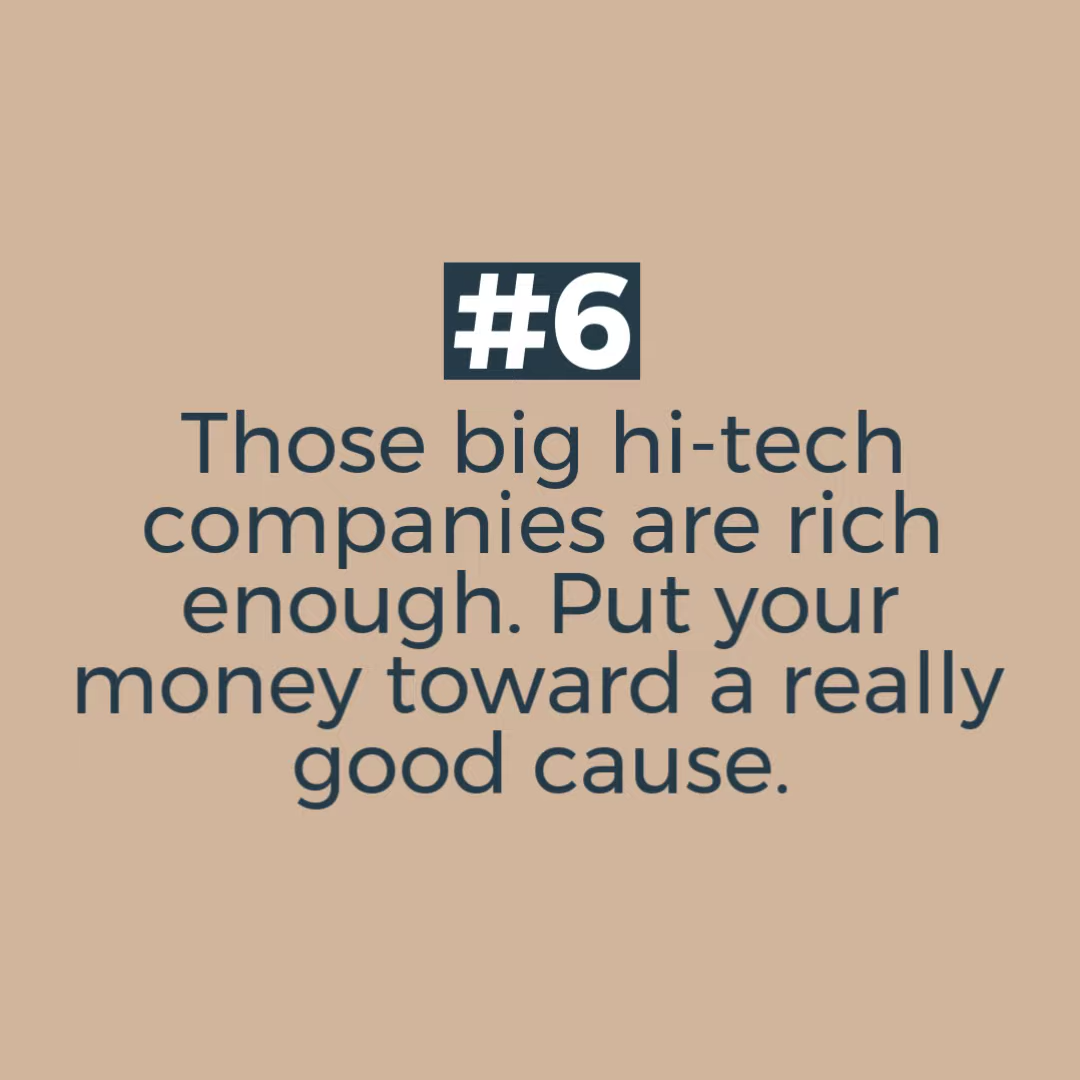 #6
Those big hi-tech
companies are rich
enough. Put your
money toward a really
good cause.